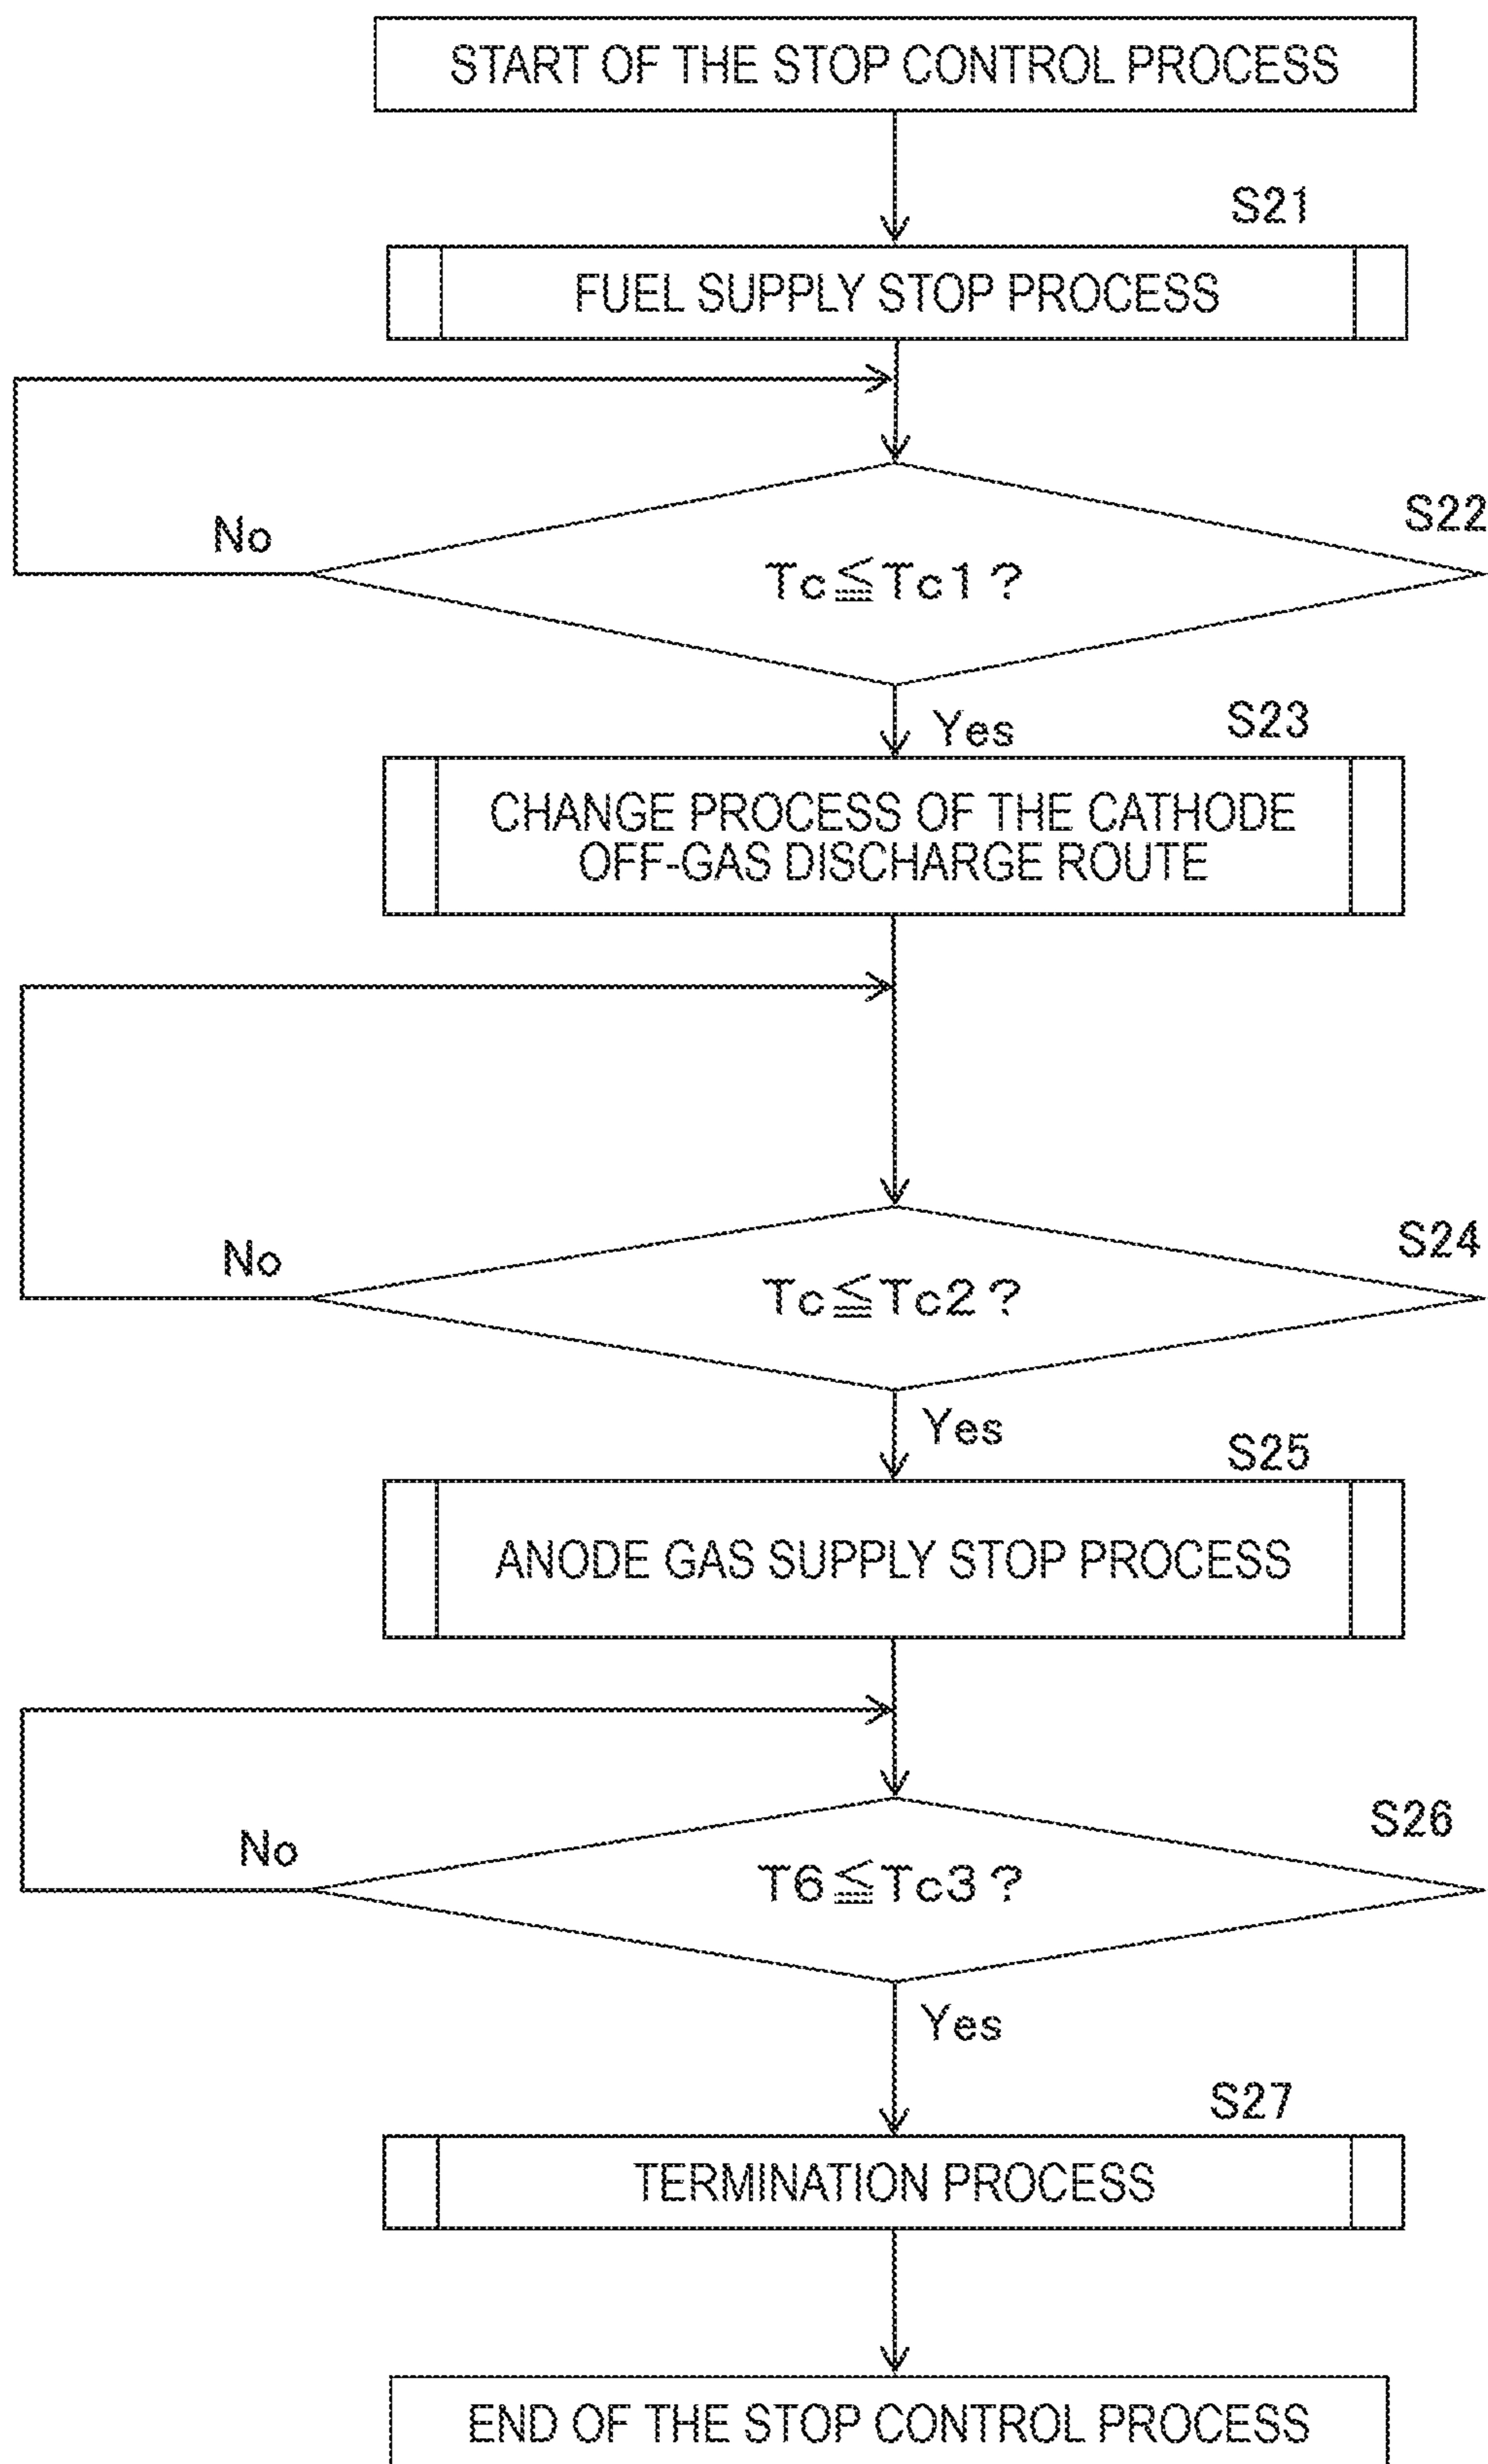 START OF THE STOP CONTROL PROCESS
S21
FUEL SUPPLY STOP PROCESS
No
S22
Tc≦Tc1?
Yes
S23
CHANGE PROCESS OF THE CATHODE
OFF-GAS DISCHARGE ROUTE
No
S24
Tc≦Tc2?
Yes
S25
ANODE GAS SUPPLY STOP PROCESS
No
S26
T6≦Tc3?
Yes
S27
TERMINATION PROCESS
END OF THE STOP CONTROL PROCESS